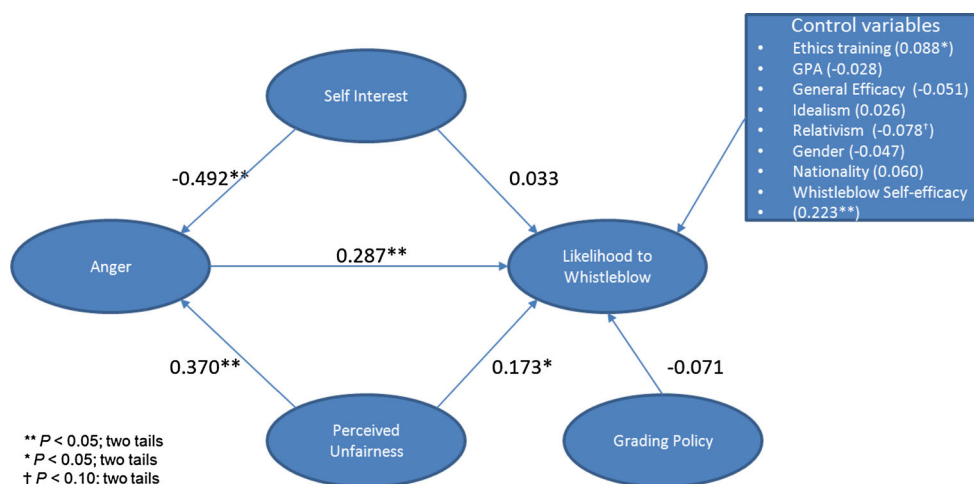 Control variables
• Ethics training (0.088*)
• GPA (-0.028)
• General Efficacy (-0.051)
• Idealism (0.026)
• Relativism (-0.078†)
• Gender (-0.047)
• Nationality (0.060)
• Whistleblow Self-efficacy
• (0.223**)
Self Interest
-0.492**
0.033
Anger
0.287**
Likelihood to
Whistleblow
0.370**
0.173*
-0.071
Perceived
Unfairness
Grading Policy
** P < 0.05; two tails
* P < 0.05; two tails
† P < 0.10; two tails